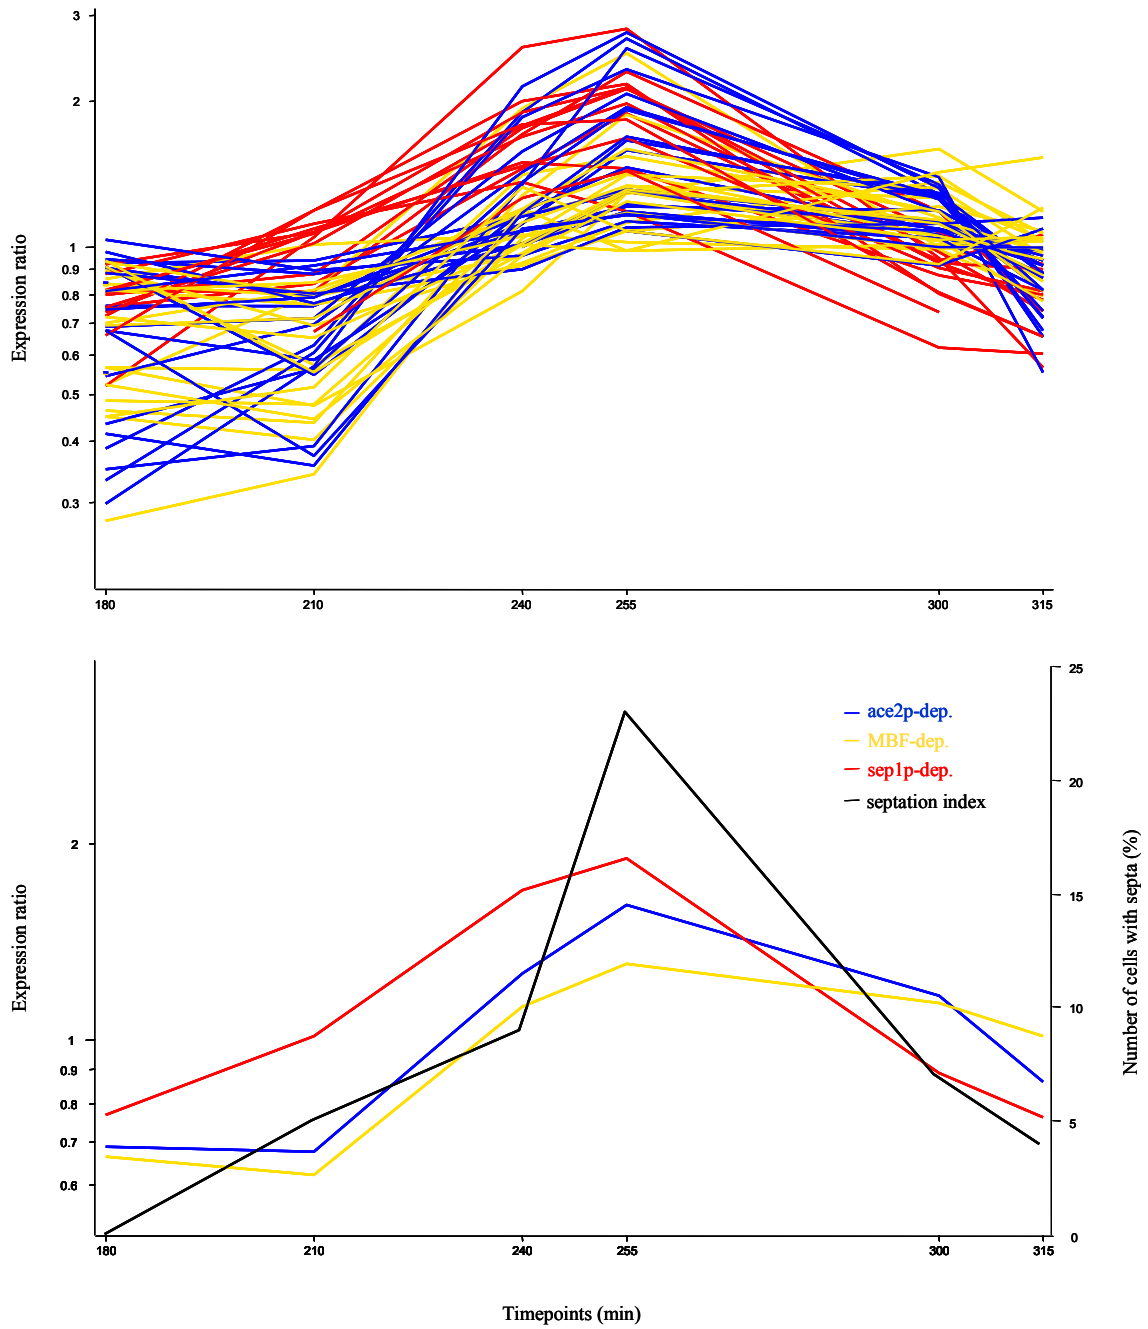 3
2
1
0.9
0.8
0.7
0.6
0.5
0.4
0.3
Expression ratio
180 210 240 255 300 315
25
20
15
10
5
0
2
1
0.9
0.8
0.7
0.6
ace2p-dep.
MBF-dep.
sep1p-dep.
septation index
Expression ratio
Number of cells with septa (%)
180 210 240 255 300 315
Timepoints (min)